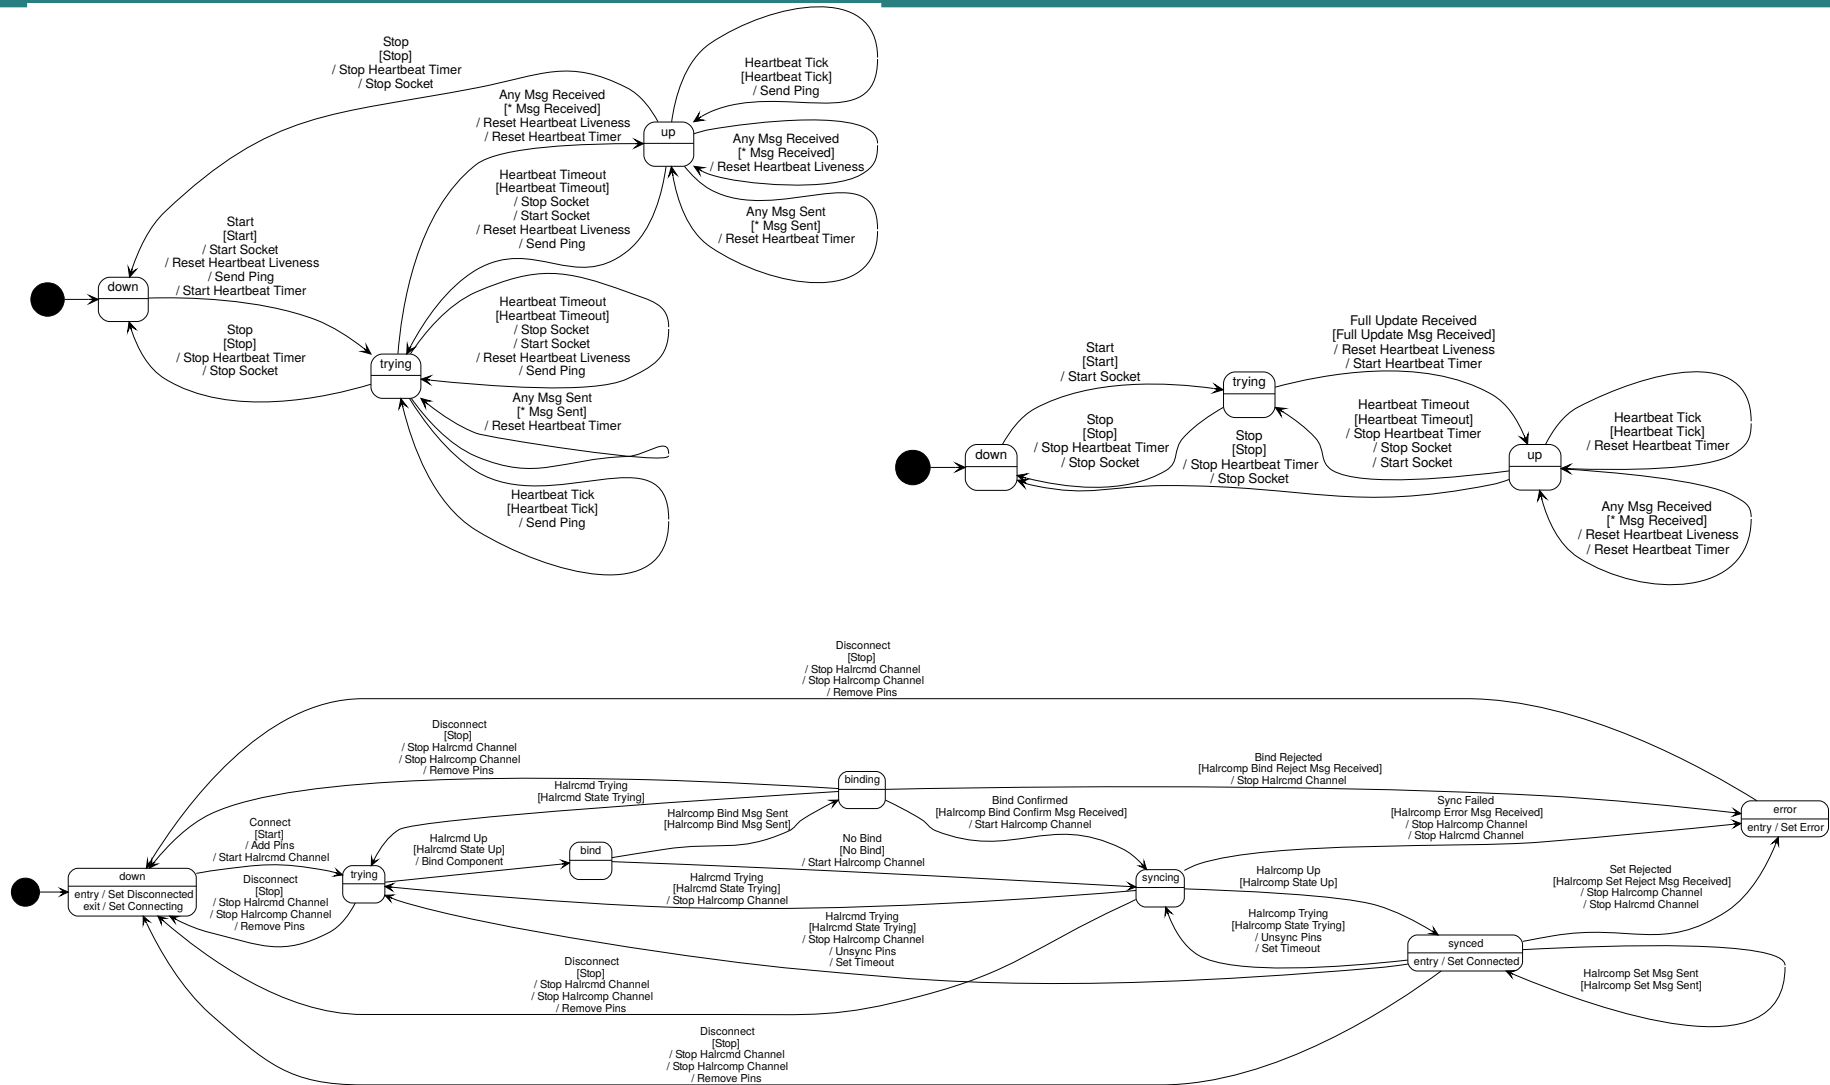 Stop
[Stop]
/ Stop Heartbeat Timer
/ Stop Socket
Heartbeat Tick
[Heartbeat Tick]
/ Send Ping
Any Msg Received
[* Msg Received]
/ Reset Heartbeat Liveness
/ Reset Heartbeat Timer
up
Any Msg Received
[* Msg Received]
/ Reset Heartbeat Liveness
Heartbeat Timeout
[Heartbeat Timeout]
/ Stop Socket
/ Start Socket
/ Reset Heartbeat Liveness
/ Send Ping
Any Msg Sent
[* Msg Sent]
/ Reset Heartbeat Timer
Start
[Start]
/ Start Socket
/ Reset Heartbeat Liveness
/ Send Ping
/ Start Heartbeat Timer
down
Stop
[Stop]
/ Stop Heartbeat Timer
/ Stop Socket
Heartbeat Timeout
[Heartbeat Timeout]
/ Stop Socket
/ Start Socket
/ Reset Heartbeat Liveness
/ Send Ping
trying
Any Msg Sent
[* Msg Sent]
/ Reset Heartbeat Timer
Heartbeat Tick
[Heartbeat Tick]
/ Send Ping
Full Update Received
[Full Update Msg Received]
/ Reset Heartbeat Liveness
/ Start Heartbeat Timer
Start
[Start]
/ Start Socket
trying
Stop
[Stop]
/ Stop Heartbeat Timer
/ Stop Socket
Stop
[Stop]
/ Stop Heartbeat Timer
/ Stop Socket
Heartbeat Timeout
[Heartbeat Timeout]
/ Stop Heartbeat Timer
/ Stop Socket
/ Start Socket
Heartbeat Tick
[Heartbeat Tick]
/ Reset Heartbeat Timer
down
up
Any Msg Received
[* Msg Received]
/ Reset Heartbeat Liveness
/ Reset Heartbeat Timer
Disconnect
[Stop]
/ Stop Halrcmd Channel
/ Stop Halrcomp Channel
/ Remove Pins
Disconnect
[Stop]
/ Stop Halrcmd Channel
/ Stop Halrcomp Channel
/ Remove Pins
Halrcmd Trying
[Halrcmd State Trying]
binding
Bind Rejected
[Halrcomp Bind Reject Msg Received]
/ Stop Halrcmd Channel
Halrcomp Bind Msg Sent
[Halrcomp Bind Msg Sent]
Bind Confirmed
[Halrcomp Bind Confirm Msg Received]
/ Start Halrcomp Channel
Sync Failed
[Halrcomp Error Msg Received]
/ Stop Halrcomp Channel
/ Stop Halrcmd Channel
error
entry / Set Error
Connect
[Start]
/ Add Pins
/ Start Halrcmd Channel
Halrcmd Up
[Halrcmd State Up]
/ Bind Component
bind
No Bind
[No Bind]
/ Start Halrcomp Channel
down
entry / Set Disconnected
exit / Set Connecting
Disconnect
[Stop]
/ Stop Halrcmd Channel
/ Stop Halrcomp Channel
/ Remove Pins
trying
Halrcmd Trying
[Halrcmd State Trying]
/ Stop Halrcomp Channel
syncing
Halrcomp Up
[Halrcomp State Up]
Set Rejected
[Halrcomp Set Reject Msg Received]
/ Stop Halrcomp Channel
/ Stop Halrcmd Channel
Halrcmd Trying
[Halrcmd State Trying]
/ Stop Halrcomp Channel
/ Unsync Pins
/ Set Timeout
Halrcomp Trying
[Halrcomp State Trying]
/ Unsync Pins
/ Set Timeout
synced
entry / Set Connected
Disconnect
[Stop]
/ Stop Halrcmd Channel
/ Stop Halrcomp Channel
/ Remove Pins
Halrcomp Set Msg Sent
[Halrcomp Set Msg Sent]
Disconnect
[Stop]
/ Stop Halrcmd Channel
/ Stop Halrcomp Channel
/ Remove Pins